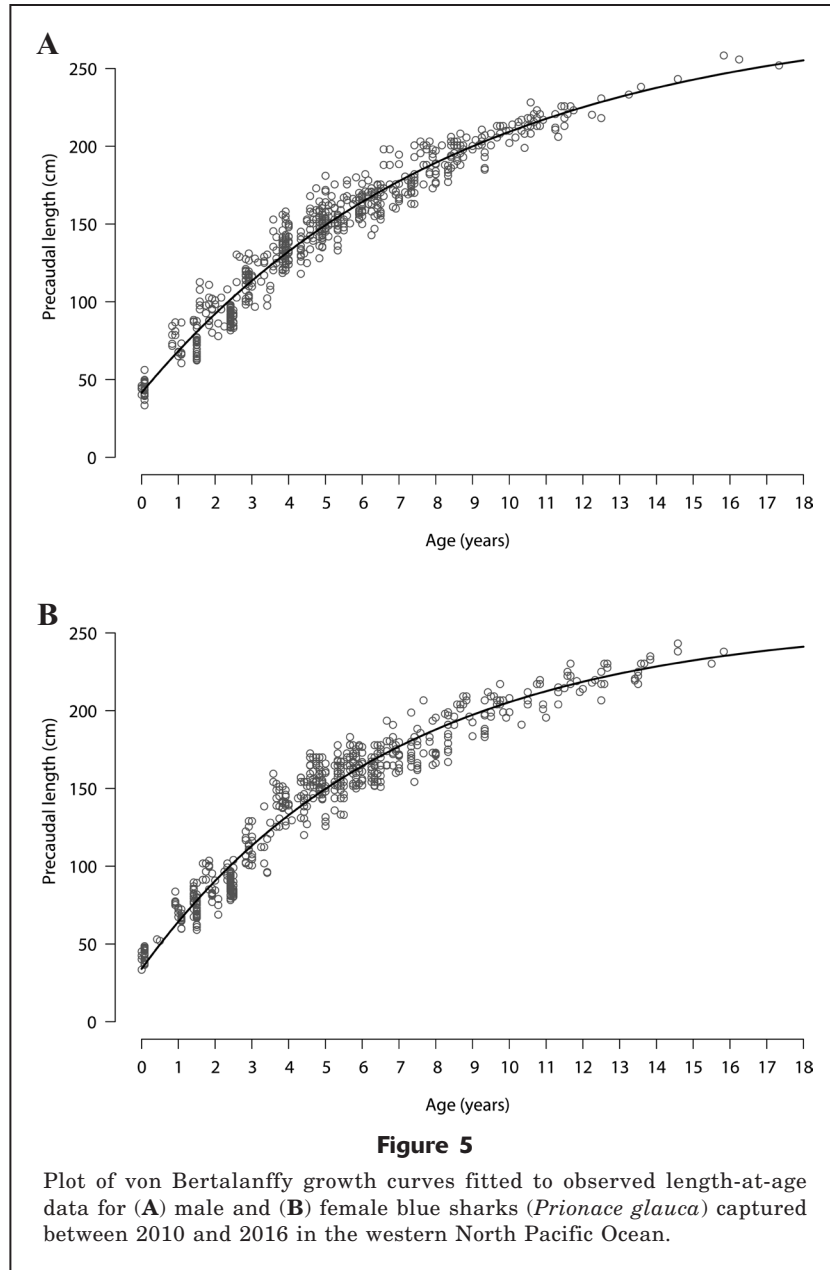 A
250
200
150
100
50
0
Precaudal length (cm)
0 1 2 3 4 5 6 7 8 9 10 11 12 13 14 15 16 17 18
Age (years)
B
250
200
150
100
50
0
Precaudal length (cm)
0 1 2 3 4 5 6 7 8 9 10 11 12 13 14 15 16 17 18
Age (years)
Figure 5
Plot of von Bertalanffy growth curves fitted to observed length-at-age
data for (A) male and (B) female blue sharks (Prionace glauca) captured
between 2010 and 2016 in the western North Pacific Ocean.